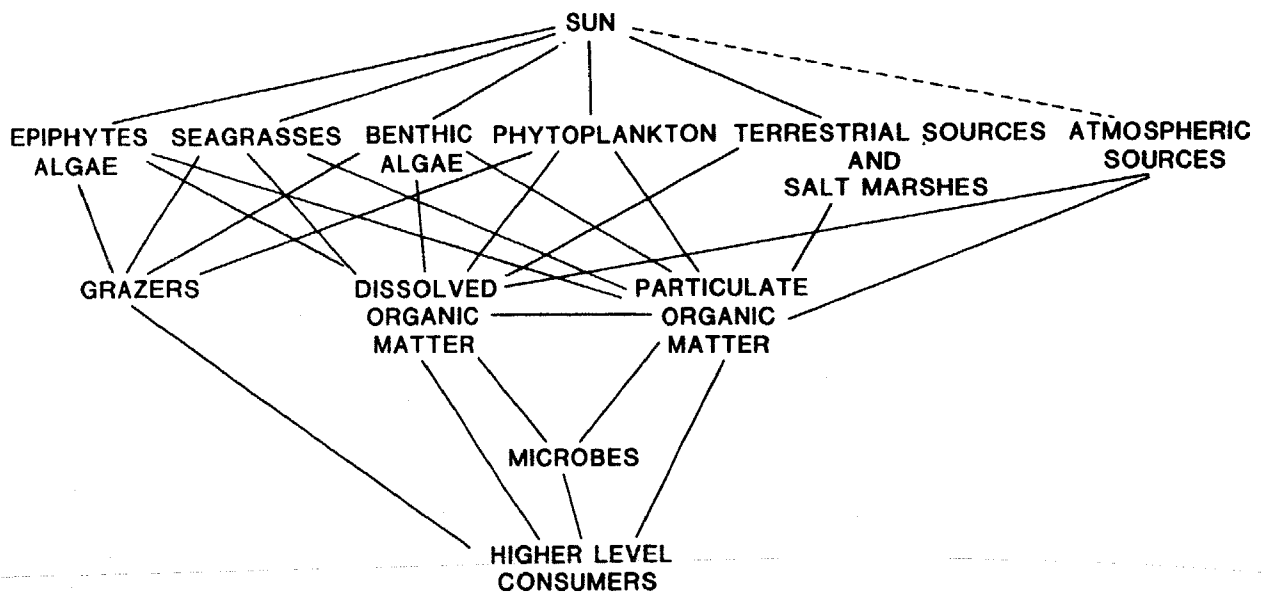 SUN
EPIPHYTES
ALGAE
SEAGRASSES
BENTHIC
ALGAE
PHYTOPLANKTON
TERRESTRIAL SOURCES
AND
SALT MARSHES
ATMOSPHERIC
SOURCES
GRAZERS
DISSOLVED
ORGANIC
MATTER
PARTICULATE
ORGANIC
MATTER
MICROBES
HIGHER LEVEL
CONSUMERS